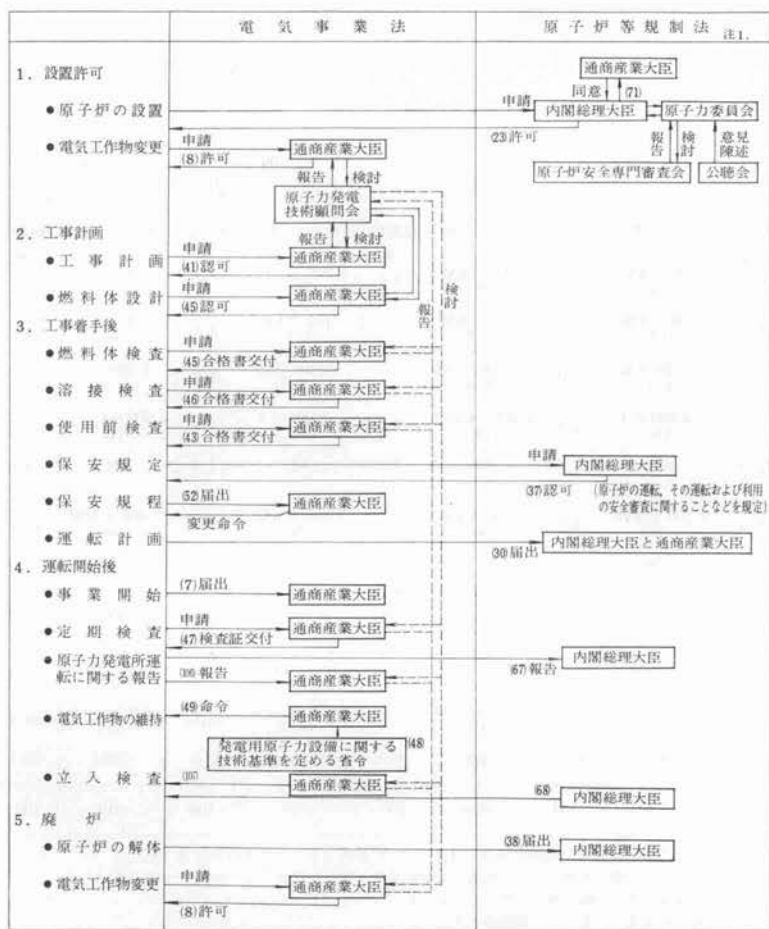 電気事業法
原子炉等規制法 注1.
1. 設置許可
通商産業大臣
同意 (71)
●原子炉の設置
申請
内閣総理大臣
原子力委員会
(23)許可
報告
検討
意見陳述
原子炉安全専門審査会
公聴会
●電気工作物変更
申請
(8)許可
通商産業大臣
報告
検討
原子力発電
技術顧問会
報告
検討
2. 工事計画
●工事計画
申請
(41)認可
通商産業大臣
●燃料体設計
申請
(45)認可
通商産業大臣
検討
報告
3. 工事着手後
●燃料体検査
申請
(45)合格書交付
通商産業大臣
●溶接検査
申請
(46)合格書交付
通商産業大臣
●使用前検査
申請
(43)合格書交付
通商産業大臣
●保安規定
申請
内閣総理大臣
(37)認可
(原子炉の運転，その運転および利用
の安全審査に関することなどを規定)
●保安規程
(52)届出
通商産業大臣
変更命令
●運転計画
内閣総理大臣と通商産業大臣
(30)届出
4. 運転開始後
●事業開始
(7)届出
通商産業大臣
●定期検査
申請
(47)検査証交付
通商産業大臣
●原子力発電所運
転に関する報告
内閣総理大臣
(67)報告
(106)報告
通商産業大臣
●電気工作物の維持
(49)命令
通商産業大臣
発電用原子力設備に関する
技術基準を定める省令
(48)
●立入検査
(107)
通商産業大臣
(68)
内閣総理大臣
5. 廃炉
●原子炉の解体
(38)届出
内閣総理大臣
●電気工作物変更
申請
(8)許可
通商産業大臣